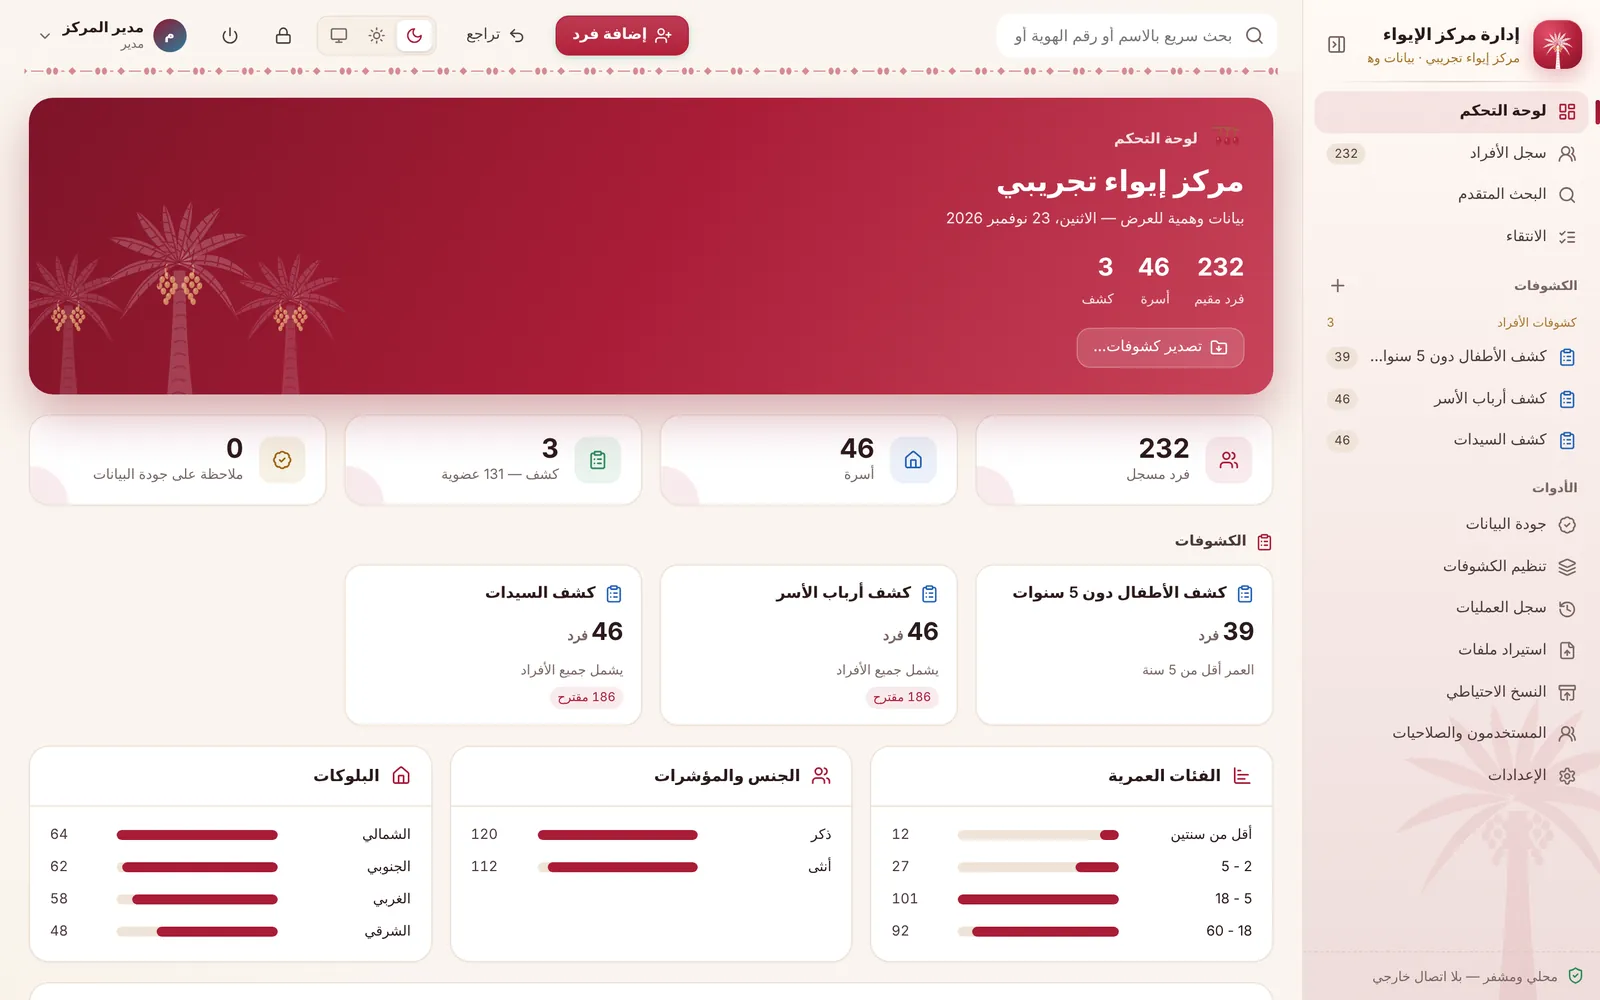 إدارة مركز الإيواء
مركز إيواء تجريبي · بيانات وه
لوحة التحكم
سجل الأفراد 232
البحث المتقدم
الانتقاء
الكشوفات
كشوفات الأفراد 3
كشف الأطفال دون 5 سنوا... 39
كشف أرباب الأسر 46
كشف السيدات 46
الأدوات
جودة البيانات
تنظيم الكشوفات
سجل العمليات
استيراد ملفات
النسخ الاحتياطي
المستخدمون والصلاحيات
الإعدادات
محلي ومشفر — بلا اتصال خارجي
بحث سريع بالاسم أو رقم الهوية أو
إضافة فرد
تراجع
م
مدير المركز
مدير
لوحة التحكم
مركز إيواء تجريبي
بيانات وهمية للعرض — الاثنين، 23 نوفمبر 2026
232 46 3
فرد مقيم أسرة كشف
تصدير كشوفات...
232
فرد مسجل
46
أسرة
3
كشف — 131 عضوية
0
ملاحظة على جودة البيانات
الكشوفات
كشف الأطفال دون 5 سنوات
39 فرد
العمر أقل من 5 سنة
كشف أرباب الأسر
46 فرد
يشمل جميع الأفراد
186 مقترح
كشف السيدات
46 فرد
يشمل جميع الأفراد
186 مقترح
الفئات العمرية
أقل من سنتين 12
2 - 5 27
5 - 18 101
18 - 60 92
الجنس والمؤشرات
ذكر 120
أنثى 112
البلوكات
الشمالي 64
الجنوبي 62
الغربي 58
الشرقي 48